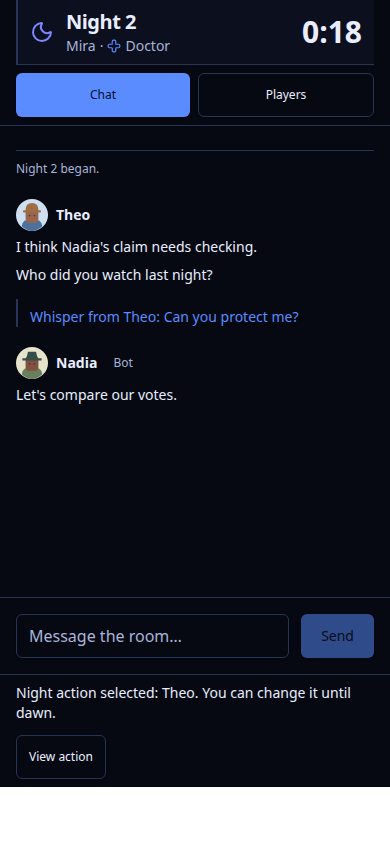 Night 2
Mira · Doctor
0:18
Chat
Players
Night 2 began.
Theo
I think Nadia's claim needs checking.
Who did you watch last night?
Whisper from Theo: Can you protect me?
Nadia Bot
Let's compare our votes.
Message the room...
Send
Night action selected: Theo. You can change it until
dawn.
View action